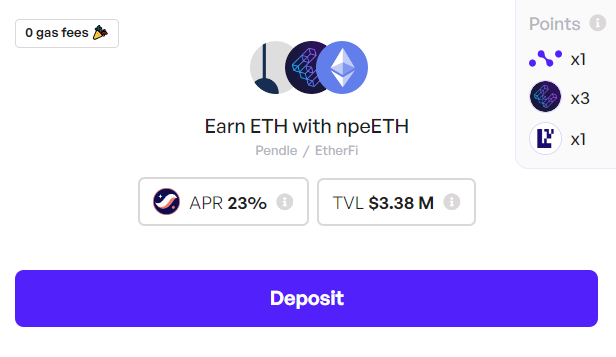 0 gas fees
Points
x1
x3
x1
Earn ETH with npeETH
Pendle / EtherFi
APR 23%
TVL $3.38 M
Deposit